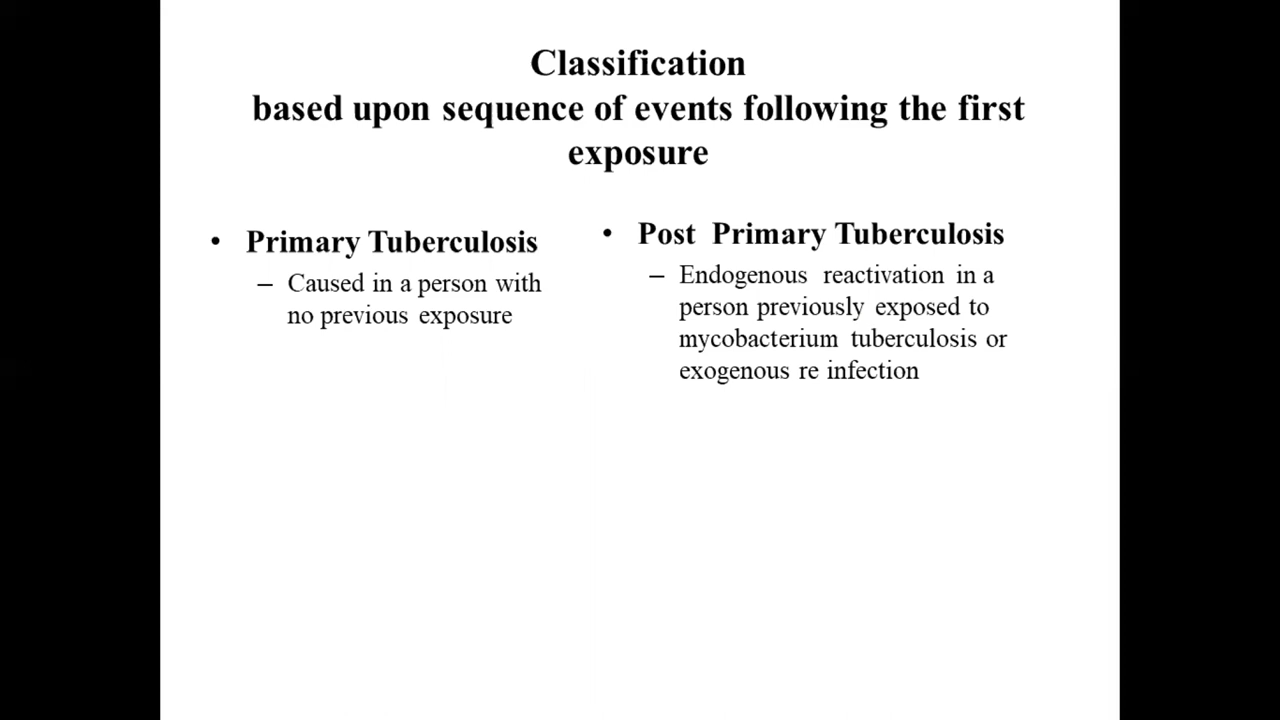 Classification
based upon sequence of events following the first
exposure
• Primary Tuberculosis
– Caused in a person with
no previous exposure
• Post Primary Tuberculosis
– Endogenous reactivation in a
person previously exposed to
mycobacterium tuberculosis or
exogenous re infection